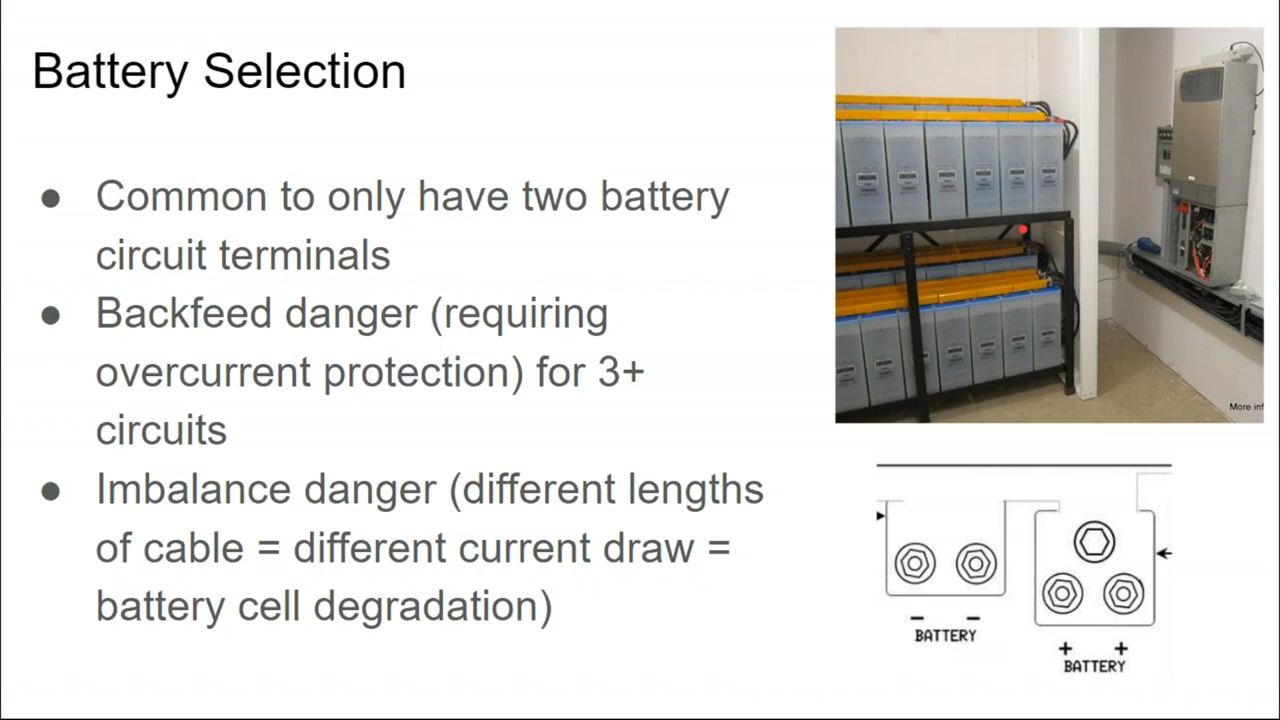 Battery Selection
● Common to only have two battery
circuit terminals
● Backfeed danger (requiring
overcurrent protection) for 3+
circuits
● Imbalance danger (different lengths
of cable = different current draw =
battery cell degradation)
More inf
− −
BATTERY
+ +
BATTERY